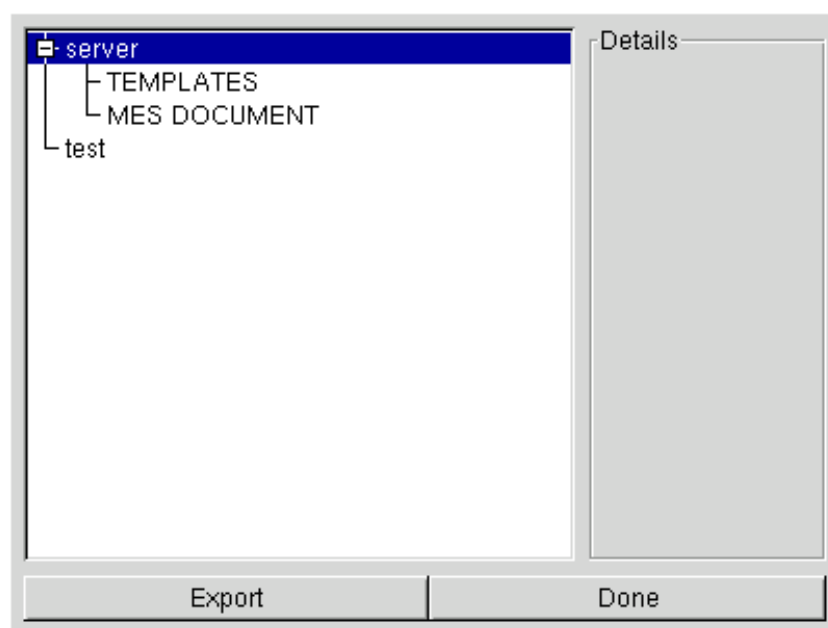 server
TEMPLATES
MES DOCUMENT
test
Details
Export
Done